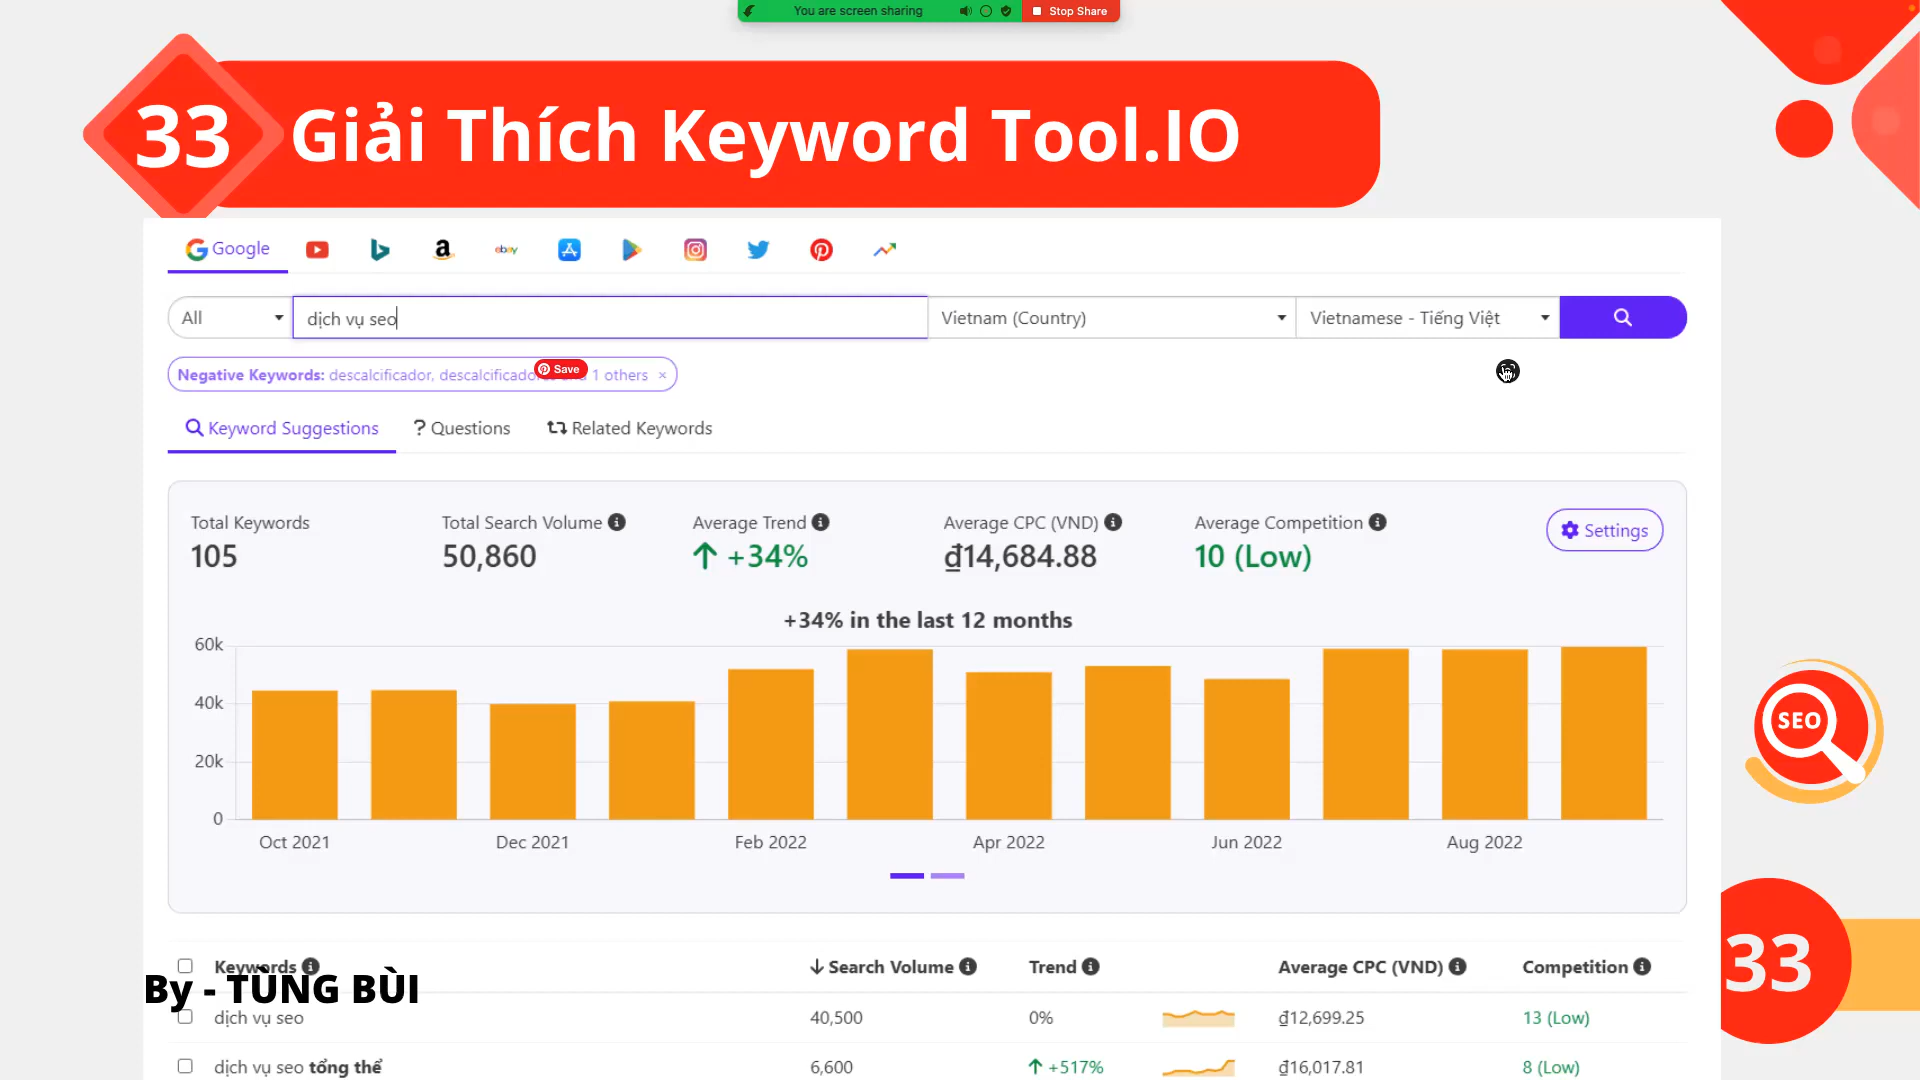 You are screen sharing
Stop Share
33
Giải Thích Keyword Tool.IO
Google
ebay
All
dịch vụ seo
Vietnam (Country)
Vietnamese - Tiếng Việt
Negative Keywords: descalcificador, 1 others ×
Save
Keyword Suggestions
? Questions
Related Keywords
Total Keywords
105
Total Search Volume
50,860
Average Trend
+34%
Average CPC (VND)
₫14,684.88
Average Competition
10 (Low)
Settings
+34% in the last 12 months
60k
40k
20k
0
Oct 2021
Dec 2021
Feb 2022
Apr 2022
Jun 2022
Aug 2022
SEO
Keywords
Search Volume
Trend
Average CPC (VND)
Competition
By - TÙNG BÙI
33
dịch vụ seo
40,500
0%
₫12,699.25
13 (Low)
dịch vụ seo tổng thể
6,600
+517%
₫16,017.81
8 (Low)